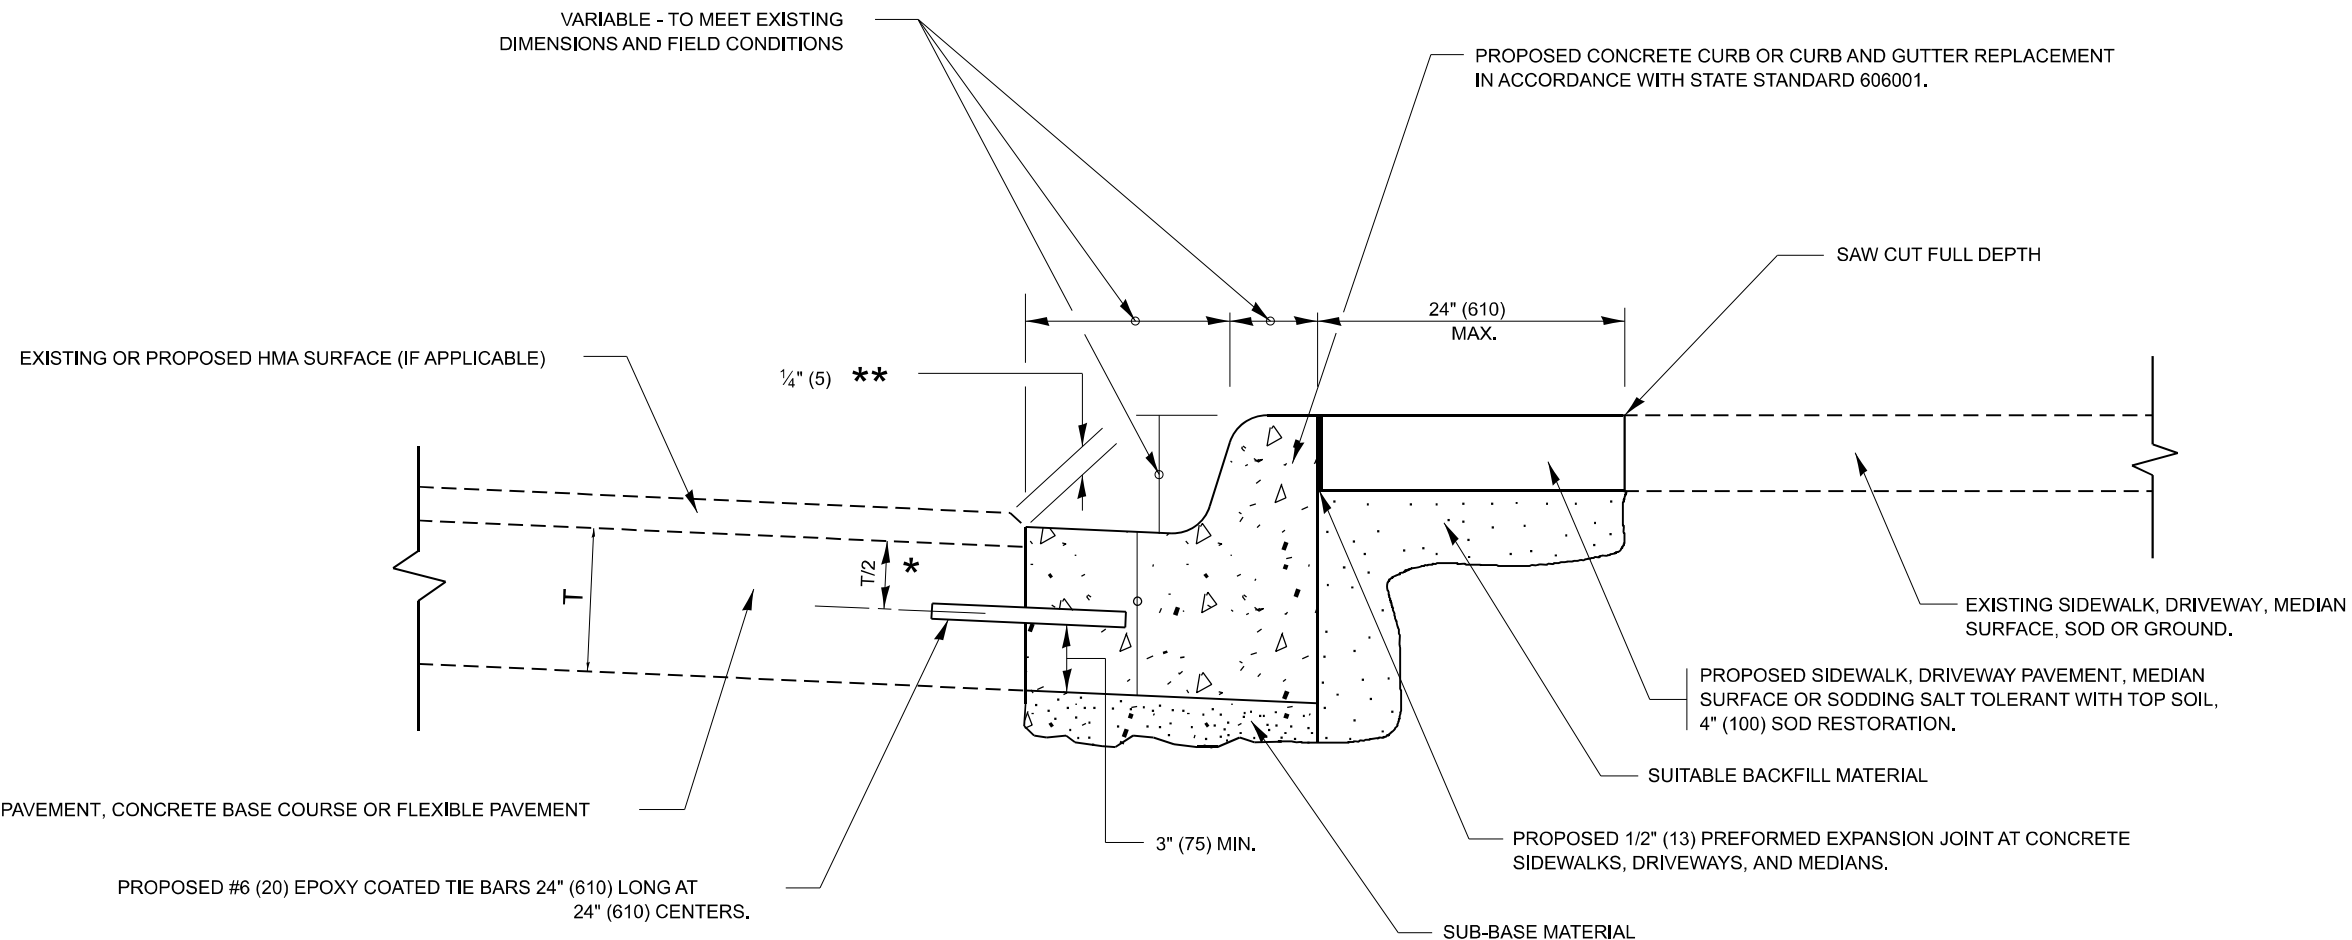 VARIABLE - TO MEET EXISTING
DIMENSIONS AND FIELD CONDITIONS
PROPOSED CONCRETE CURB OR CURB AND GUTTER REPLACEMENT
IN ACCORDANCE WITH STATE STANDARD 606001.
SAW CUT FULL DEPTH
24" (610)
MAX.
EXISTING OR PROPOSED HMA SURFACE (IF APPLICABLE)
¼" (5) **
T/2 *
T
EXISTING SIDEWALK, DRIVEWAY, MEDIAN
SURFACE, SOD OR GROUND.
PROPOSED SIDEWALK, DRIVEWAY PAVEMENT, MEDIAN
SURFACE OR SODDING SALT TOLERANT WITH TOP SOIL,
4" (100) SOD RESTORATION.
SUITABLE BACKFILL MATERIAL
PAVEMENT, CONCRETE BASE COURSE OR FLEXIBLE PAVEMENT
3" (75) MIN.
PROPOSED 1/2" (13) PREFORMED EXPANSION JOINT AT CONCRETE
SIDEWALKS, DRIVEWAYS, AND MEDIANS.
PROPOSED #6 (20) EPOXY COATED TIE BARS 24" (610) LONG AT
24" (610) CENTERS.
SUB-BASE MATERIAL